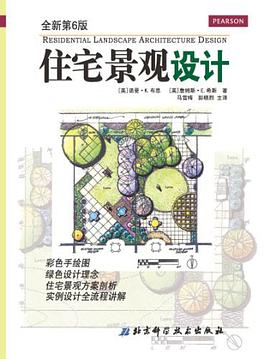 PEARSON
全新第6版
RESIDENTIAL LANDSCAPE ARCHITECTURE DESIGN
住宅景观设计
[美]诺曼·K.布思 [美]詹姆斯·E.希斯 著
马雪梅 彭晓烈 主译
彩色手绘图
绿色设计理念
住宅景观方案剖析
实例设计全流程讲解
北京科学技术出版社